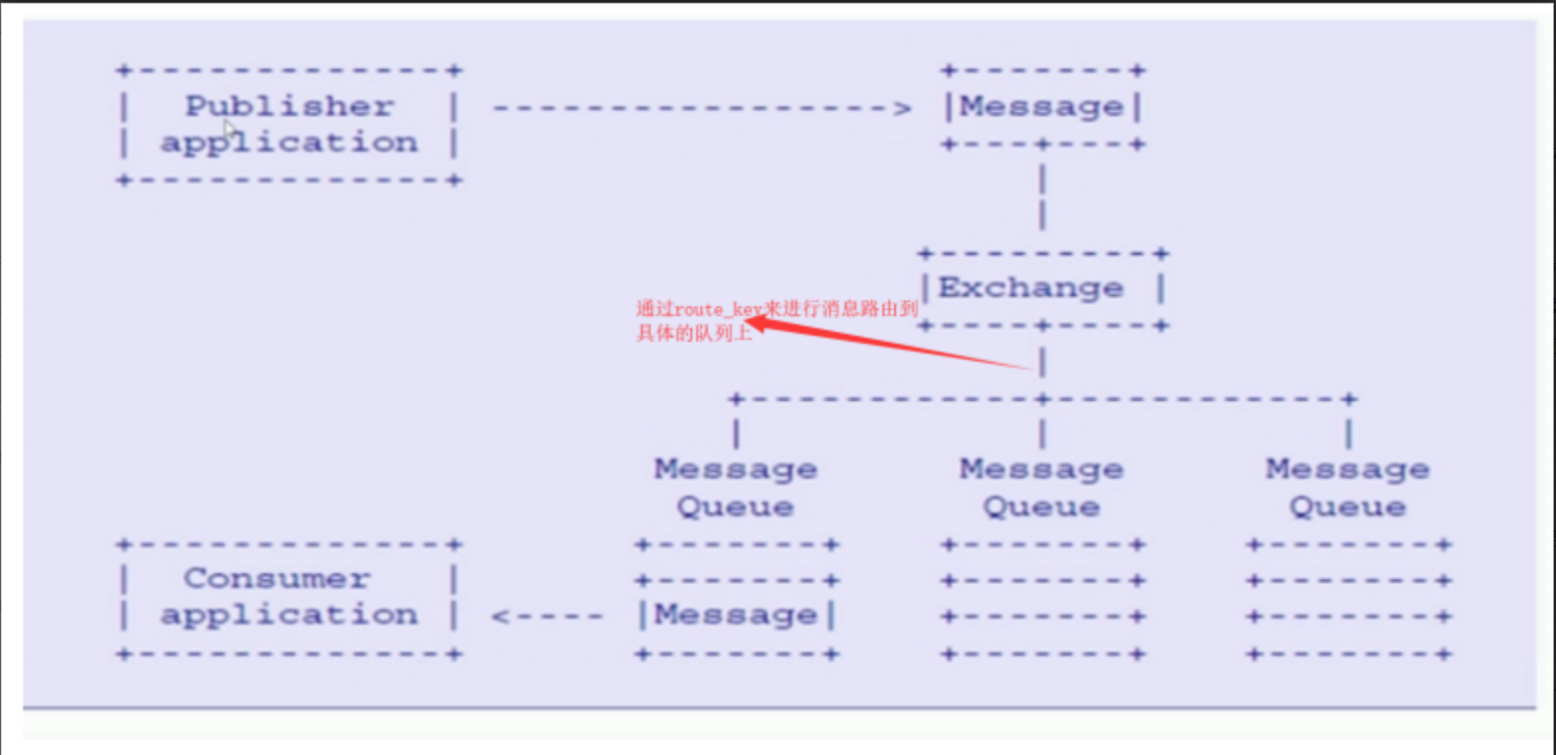 Publisher
application
Message
Exchange
通过route_key来进行消息路由到
具体的队列上
Message Message Message
Queue Queue Queue
Consumer
application
Message